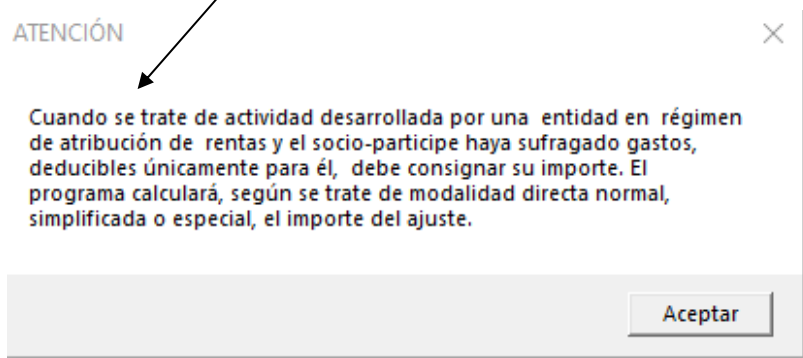 ATENCIÓN
Cuando se trate de actividad desarrollada por una entidad en régimen
de atribución de rentas y el socio-participe haya sufragado gastos,
deducibles únicamente para él, debe consignar su importe. El
programa calculará, según se trate de modalidad directa normal,
simplificada o especial, el importe del ajuste.
Aceptar